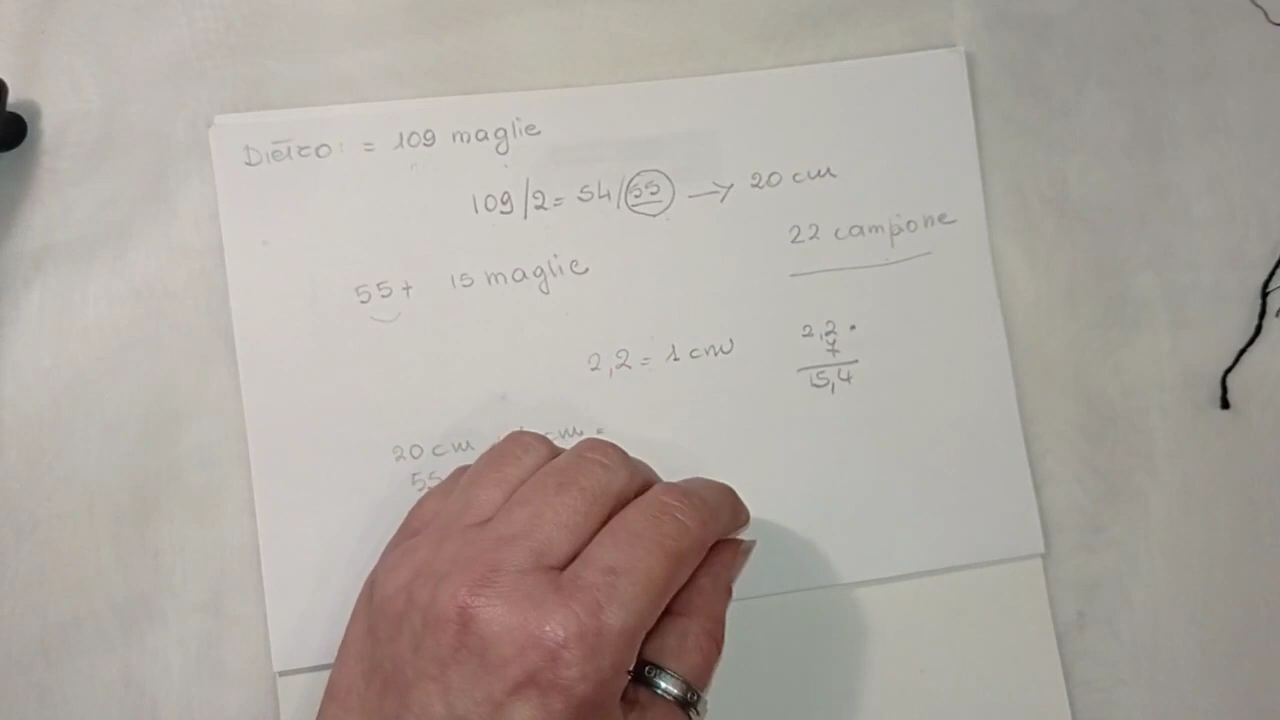 Dietro: = 109 maglie
109/2 = 54/55 → 20 cm
22 campione
55+ 15 maglie
2,2 = 1 cm
2,2 •
7
15,4
20 cm cm =
55